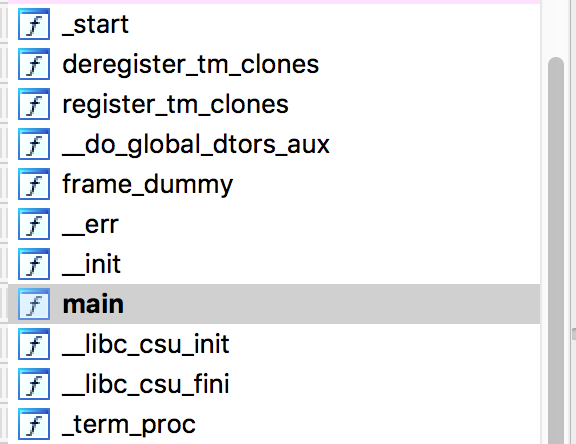 _start
deregister_tm_clones
register_tm_clones
__do_global_dtors_aux
frame_dummy
__err
__init
main
__libc_csu_init
__libc_csu_fini
_term_proc